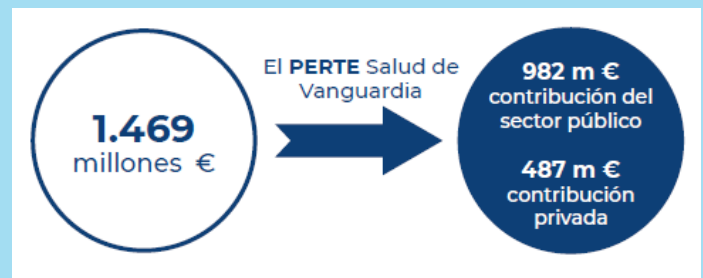 1.469
millones €
El PERTE Salud de
Vanguardia
982 m €
contribución del
sector público
487 m €
contribución
privada